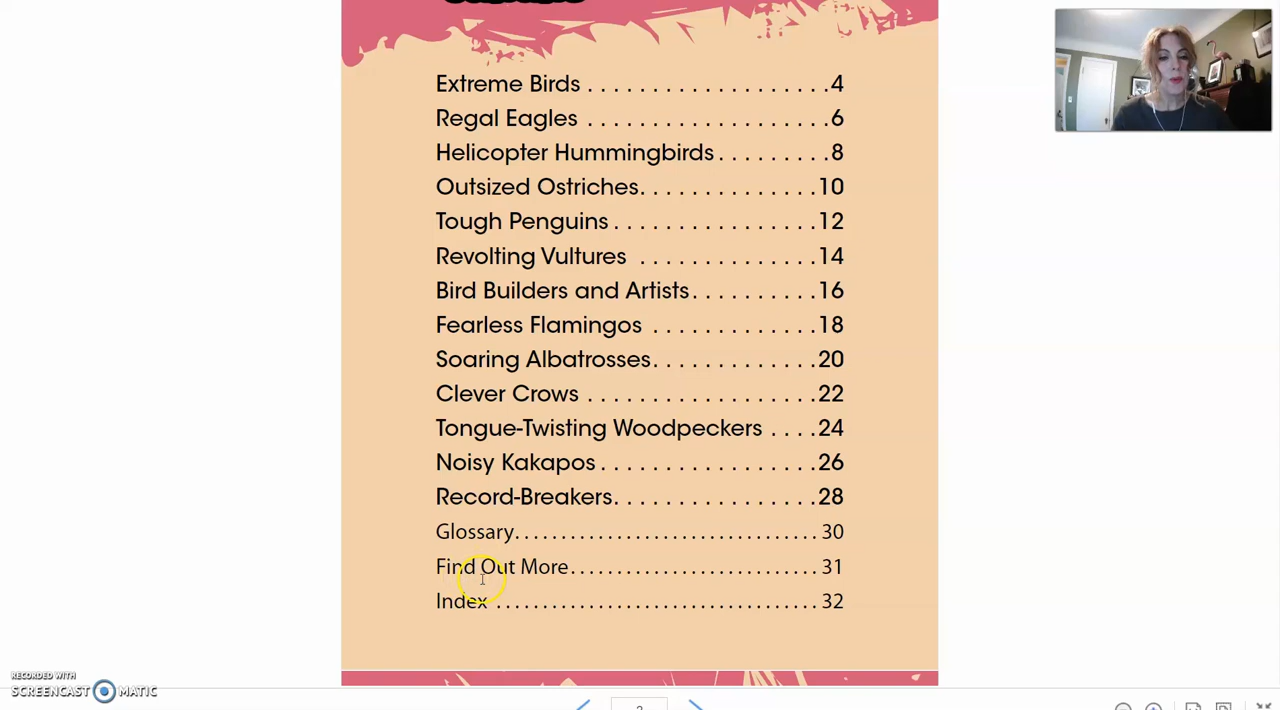 Extreme Birds . . . . . . . . . . . . . . . . . . .4
Regal Eagles . . . . . . . . . . . . . . . . . . .6
Helicopter Hummingbirds . . . . . . . . .8
Outsized Ostriches. . . . . . . . . . . . . .10
Tough Penguins . . . . . . . . . . . . . . . .12
Revolting Vultures . . . . . . . . . . . . . .14
Bird Builders and Artists. . . . . . . . . .16
Fearless Flamingos . . . . . . . . . . . . .18
Soaring Albatrosses. . . . . . . . . . . . .20
Clever Crows . . . . . . . . . . . . . . . . . .22
Tongue-Twisting Woodpeckers . . . .24
Noisy Kakapos . . . . . . . . . . . . . . . . .26
Record-Breakers. . . . . . . . . . . . . . . .28
Glossary. . . . . . . . . . . . . . . . . . . . . . . . . . . . . . . . 30
Find Out More. . . . . . . . . . . . . . . . . . . . . . . . . . 31
Index . . . . . . . . . . . . . . . . . . . . . . . . . . . . . . . . . . 32
RECORDED WITH
SCREENCAST MATIC